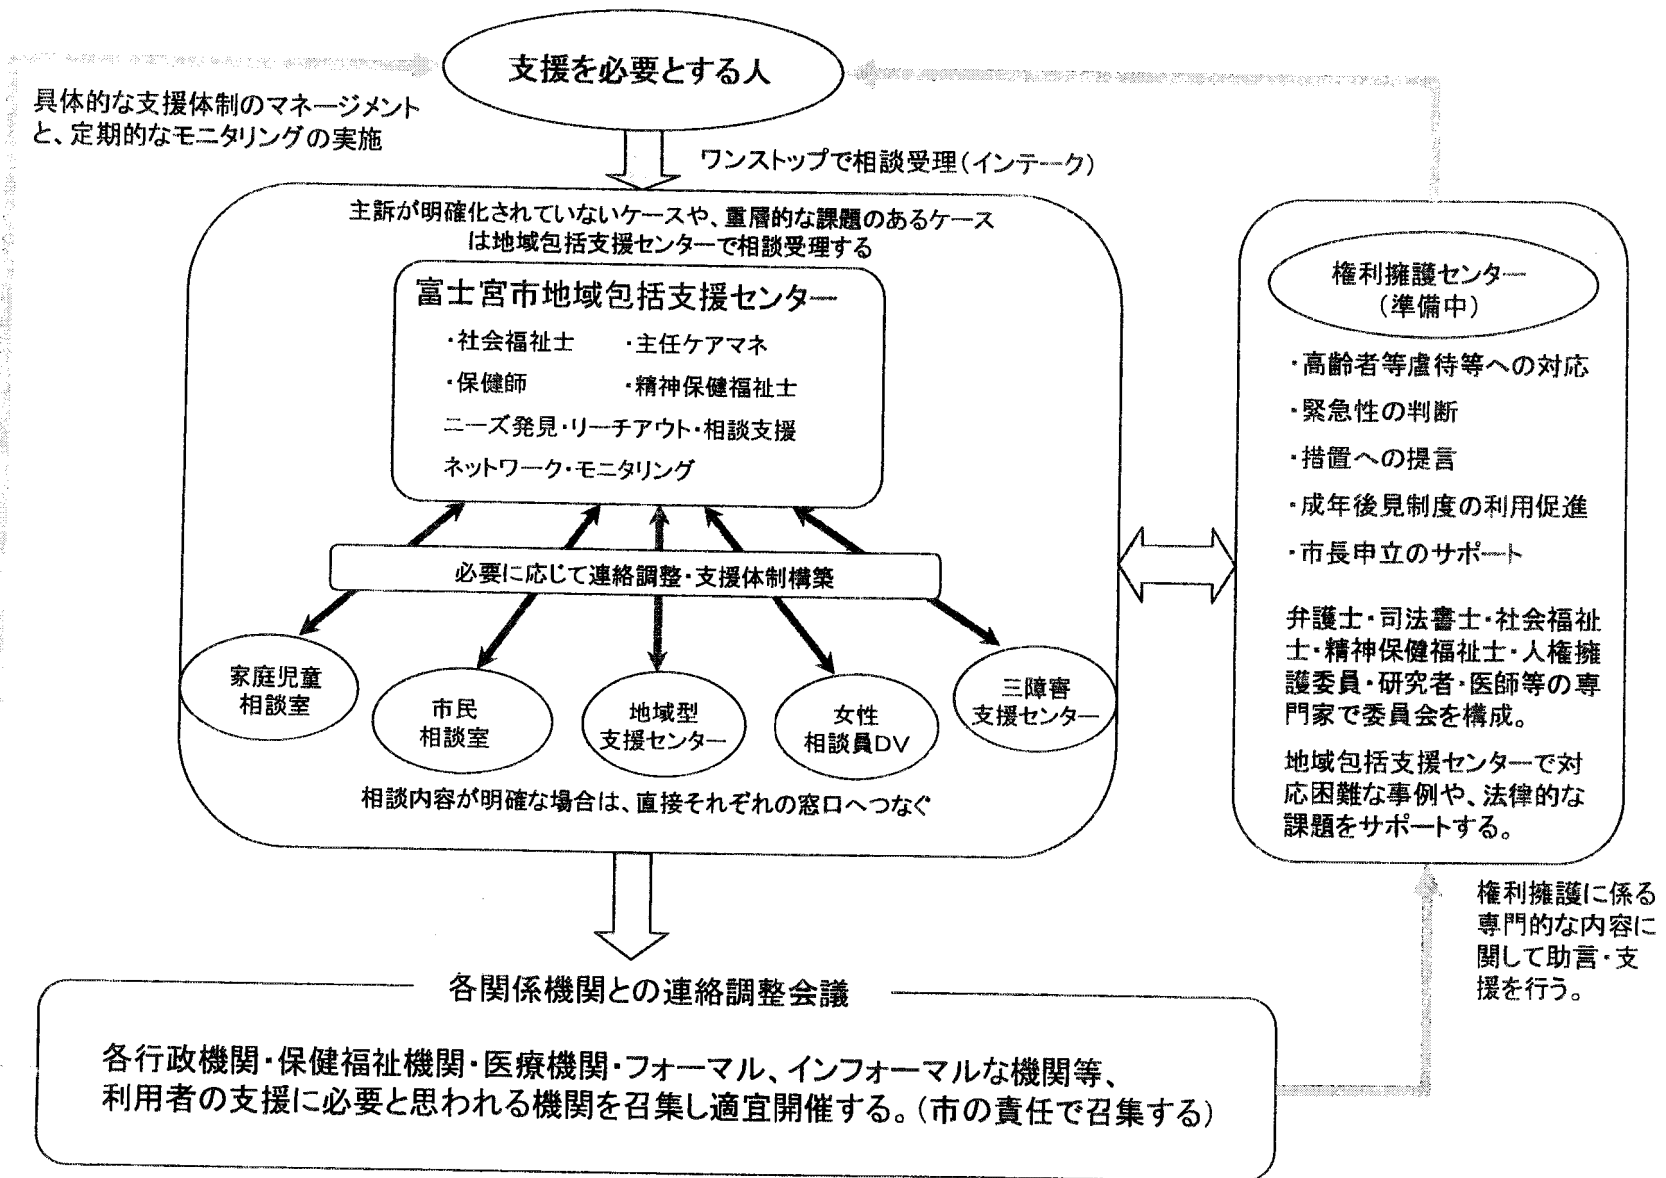 支援を必要とする人
具体的な支援体制のマネージメント
と、定期的なモニタリングの実施
ワンストップで相談受理(インテーク)
主訴が明確化されていないケースや、重層的な課題のあるケース
は地域包括支援センターで相談受理する
富士宮市地域包括支援センター
・社会福祉士 ・主任ケアマネ
・保健師 ・精神保健福祉士
ニーズ発見・リーチアウト・相談支援
ネットワーク・モニタリング
必要に応じて連絡調整・支援体制構築
家庭児童
相談室
市民
相談室
地域型
支援センター
女性
相談員DV
三障害
支援センター
相談内容が明確な場合は、直接それぞれの窓口へつなぐ
権利擁護センター
(準備中)
・高齢者等虐待等への対応
・緊急性の判断
・措置への提言
・成年後見制度の利用促進
・市長申立のサポート
弁護士・司法書士・社会福祉
士・精神保健福祉士・人権擁
護委員・研究者・医師等の専
門家で委員会を構成。
地域包括支援センターで対
応困難な事例や、法律的な
課題をサポートする。
権利擁護に係る
専門的な内容に
関して助言・支
援を行う。
各関係機関との連絡調整会議
各行政機関・保健福祉機関・医療機関・フォーマル、インフォーマルな機関等、
利用者の支援に必要と思われる機関を召集し適宜開催する。(市の責任で召集する)